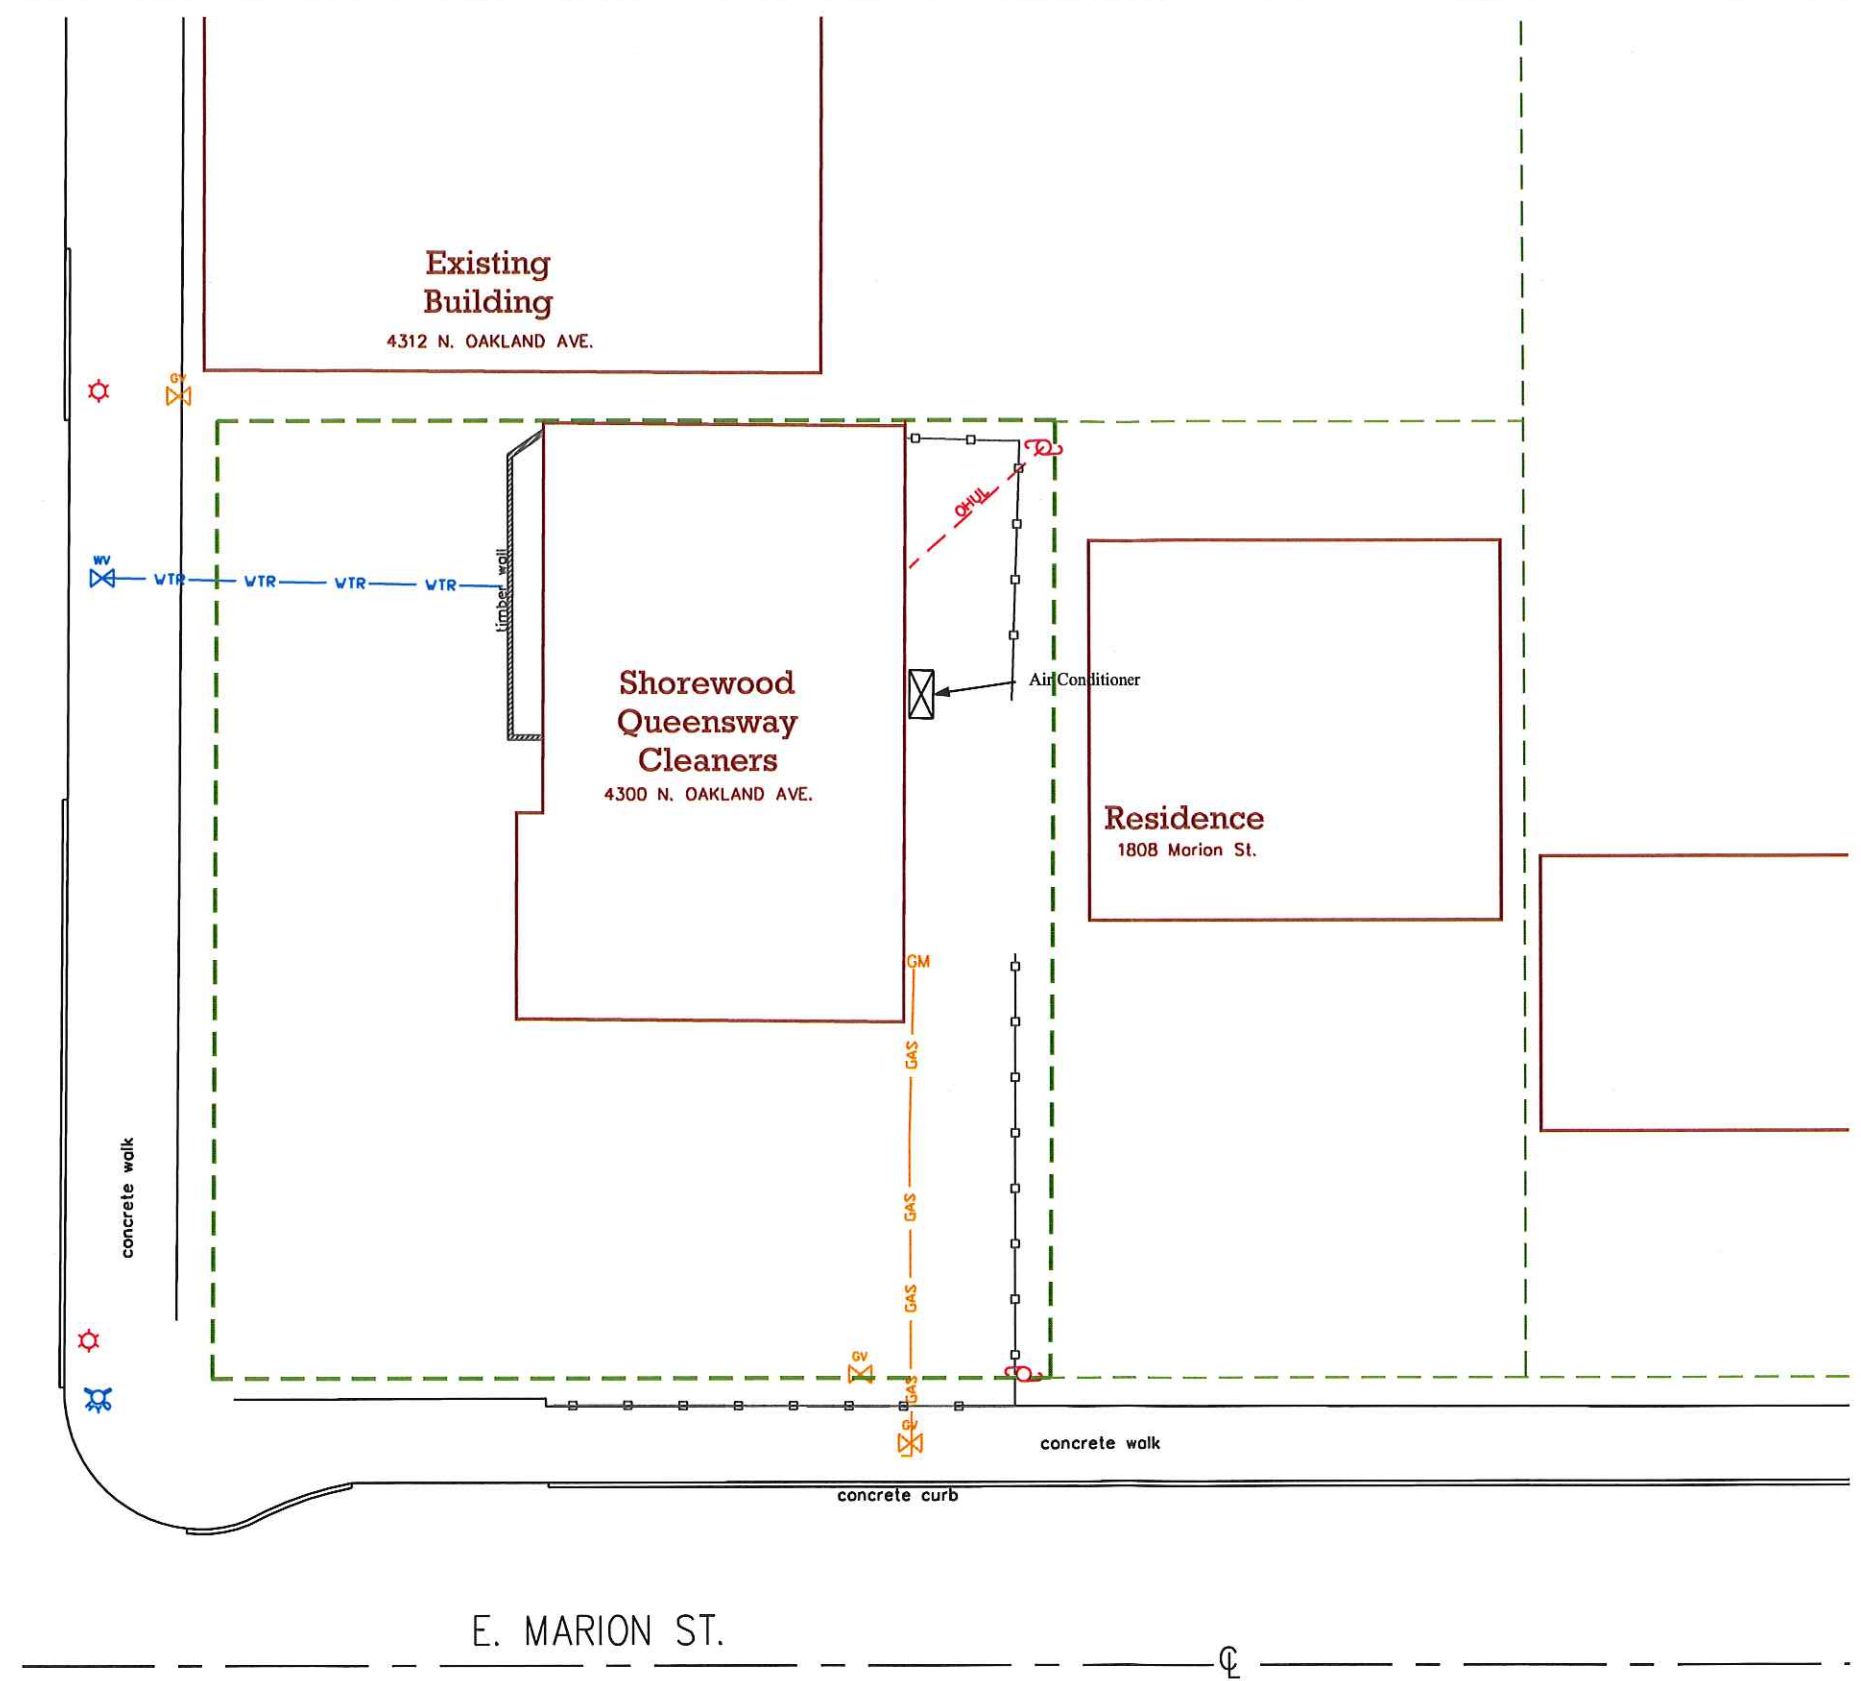 Existing
Building
4312 N. OAKLAND AVE.
GV
OHUL
WV
WTR WTR WTR WTR
timber wall
Shorewood
Queensway
Cleaners
4300 N. OAKLAND AVE.
Air Conditioner
Residence
1808 Marion St.
GM
GAS
concrete walk
GAS
GAS
GV
GAS
concrete walk
concrete curb
E. MARION ST.
CL